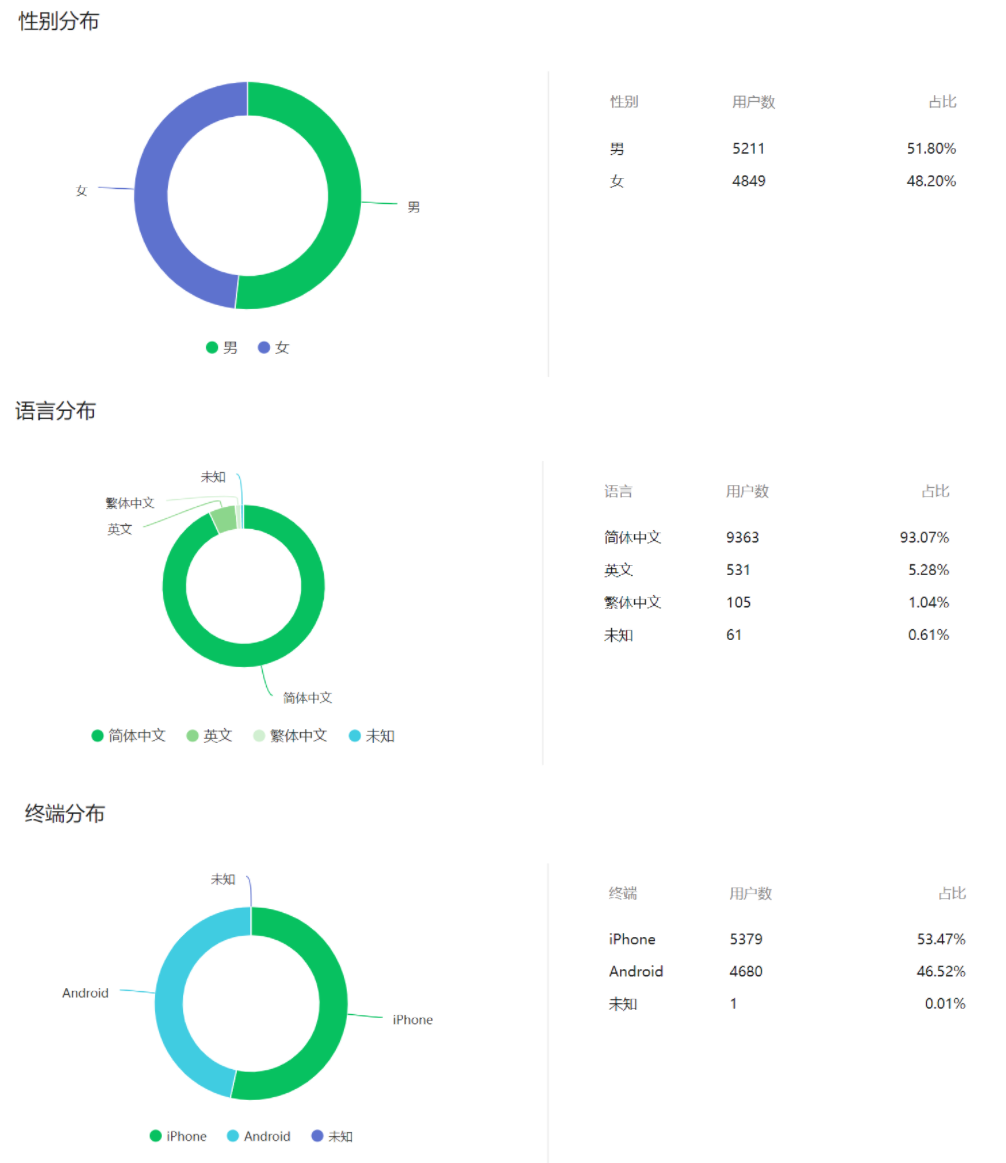 性别分布
性别 用户数 占比
男 5211 51.80%
女 4849 48.20%
女
男
男 女
语言分布
语言 用户数 占比
简体中文 9363 93.07%
英文 531 5.28%
繁体中文 105 1.04%
未知 61 0.61%
未知
繁体中文
英文
简体中文
简体中文 英文 繁体中文 未知
终端分布
终端 用户数 占比
iPhone 5379 53.47%
Android 4680 46.52%
未知 1 0.01%
未知
Android
iPhone
iPhone Android 未知